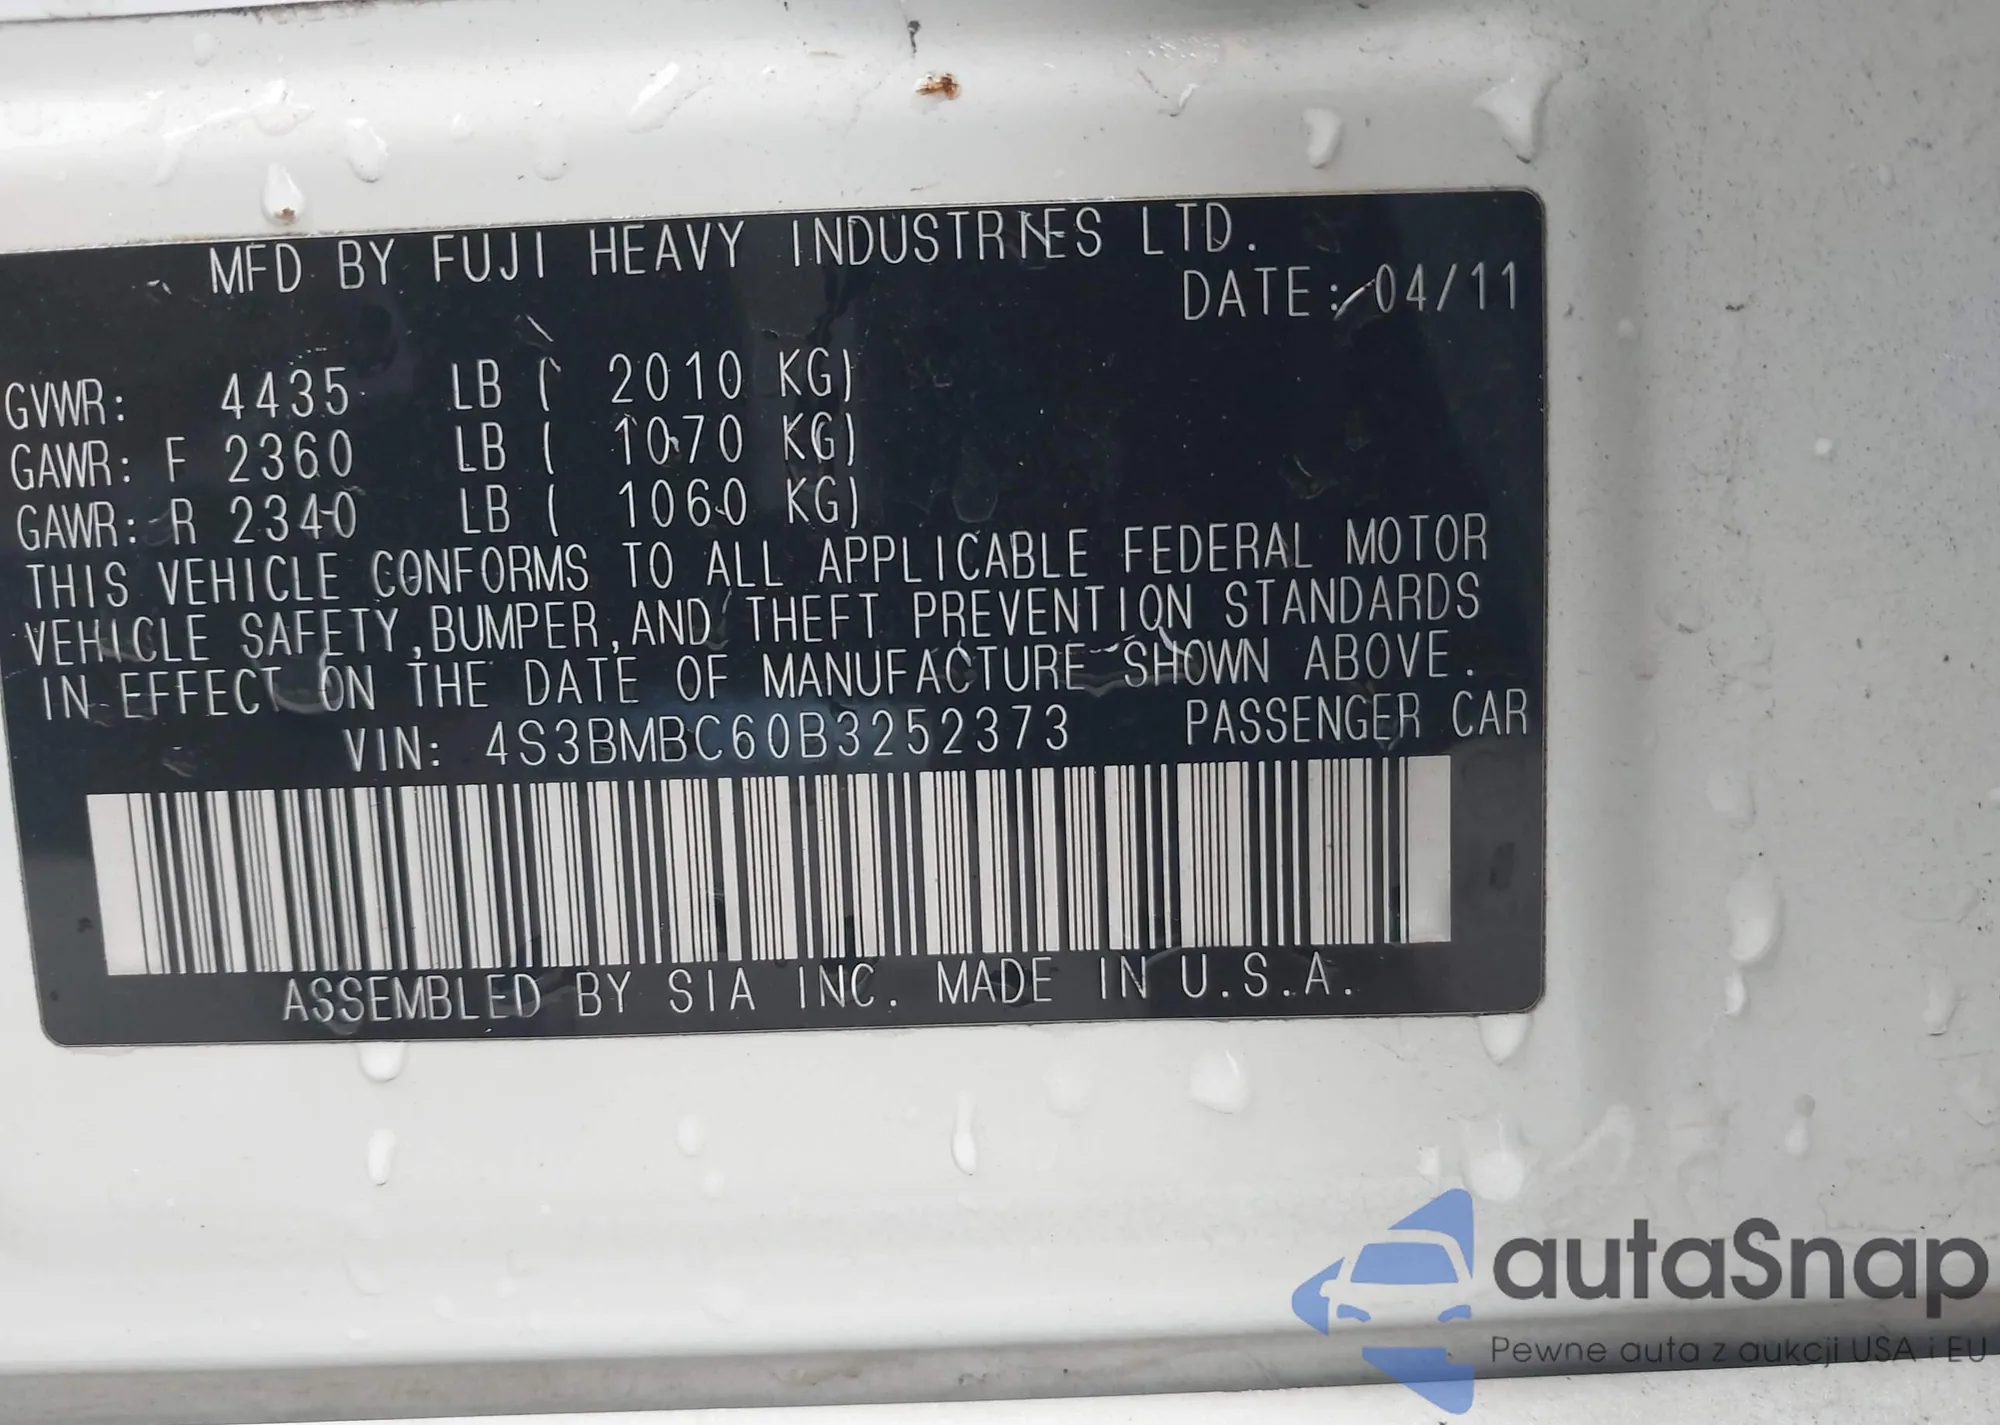 MFD BY FUJI HEAVY INDUSTRIES LTD.
DATE: 04/11
GVWR: 4435 LB ( 2010 KG)
GAWR: F 2360 LB ( 1070 KG)
GAWR: R 2340 LB ( 1060 KG)
THIS VEHICLE CONFORMS TO ALL APPLICABLE FEDERAL MOTOR
VEHICLE SAFETY,BUMPER,AND THEFT PREVENTION STANDARDS
IN EFFECT ON THE DATE OF MANUFACTURE SHOWN ABOVE.
VIN: 4S3BMBC60B3252373 PASSENGER CAR
ASSEMBLED BY SIA INC. MADE IN U.S.A.
autaSnap
Pewne auta z aukcji USA i EU